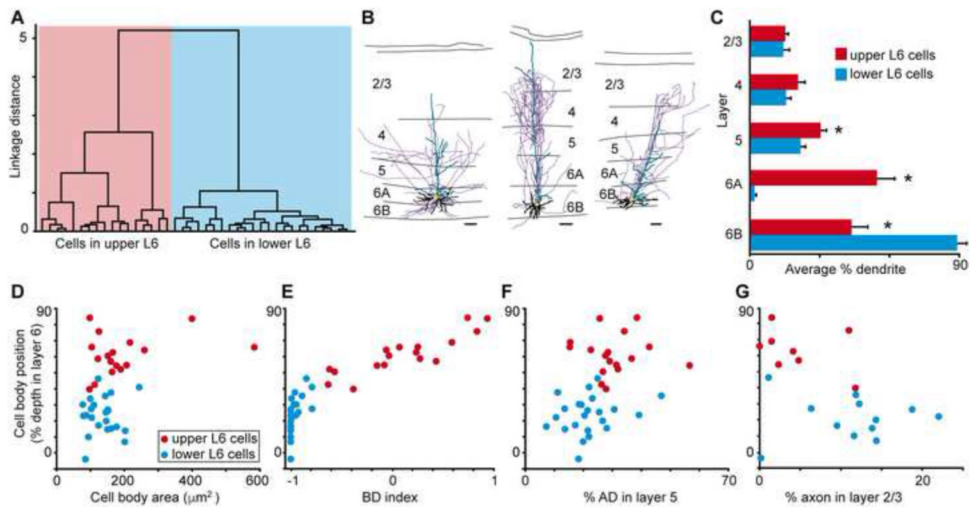 A
5
Linkage distance
0
Cells in upper L6
Cells in lower L6
B
2/3
4
5
6A
6B
2/3
4
5
6A
6B
2/3
4
5
6A
6B
C
upper L6 cells
lower L6 cells
Layer
2/3
4
5
6A
6B
*
*
*
0
90
Average % dendrite
D
90
Cell body position
(% depth in layer 6)
0
upper L6 cells
lower L6 cells
0
200
400
600
Cell body area (μm²)
E
-1
0
1
BD index
F
90
0
0
70
% AD in layer 5
G
90
0
0
20
% axon in layer 2/3